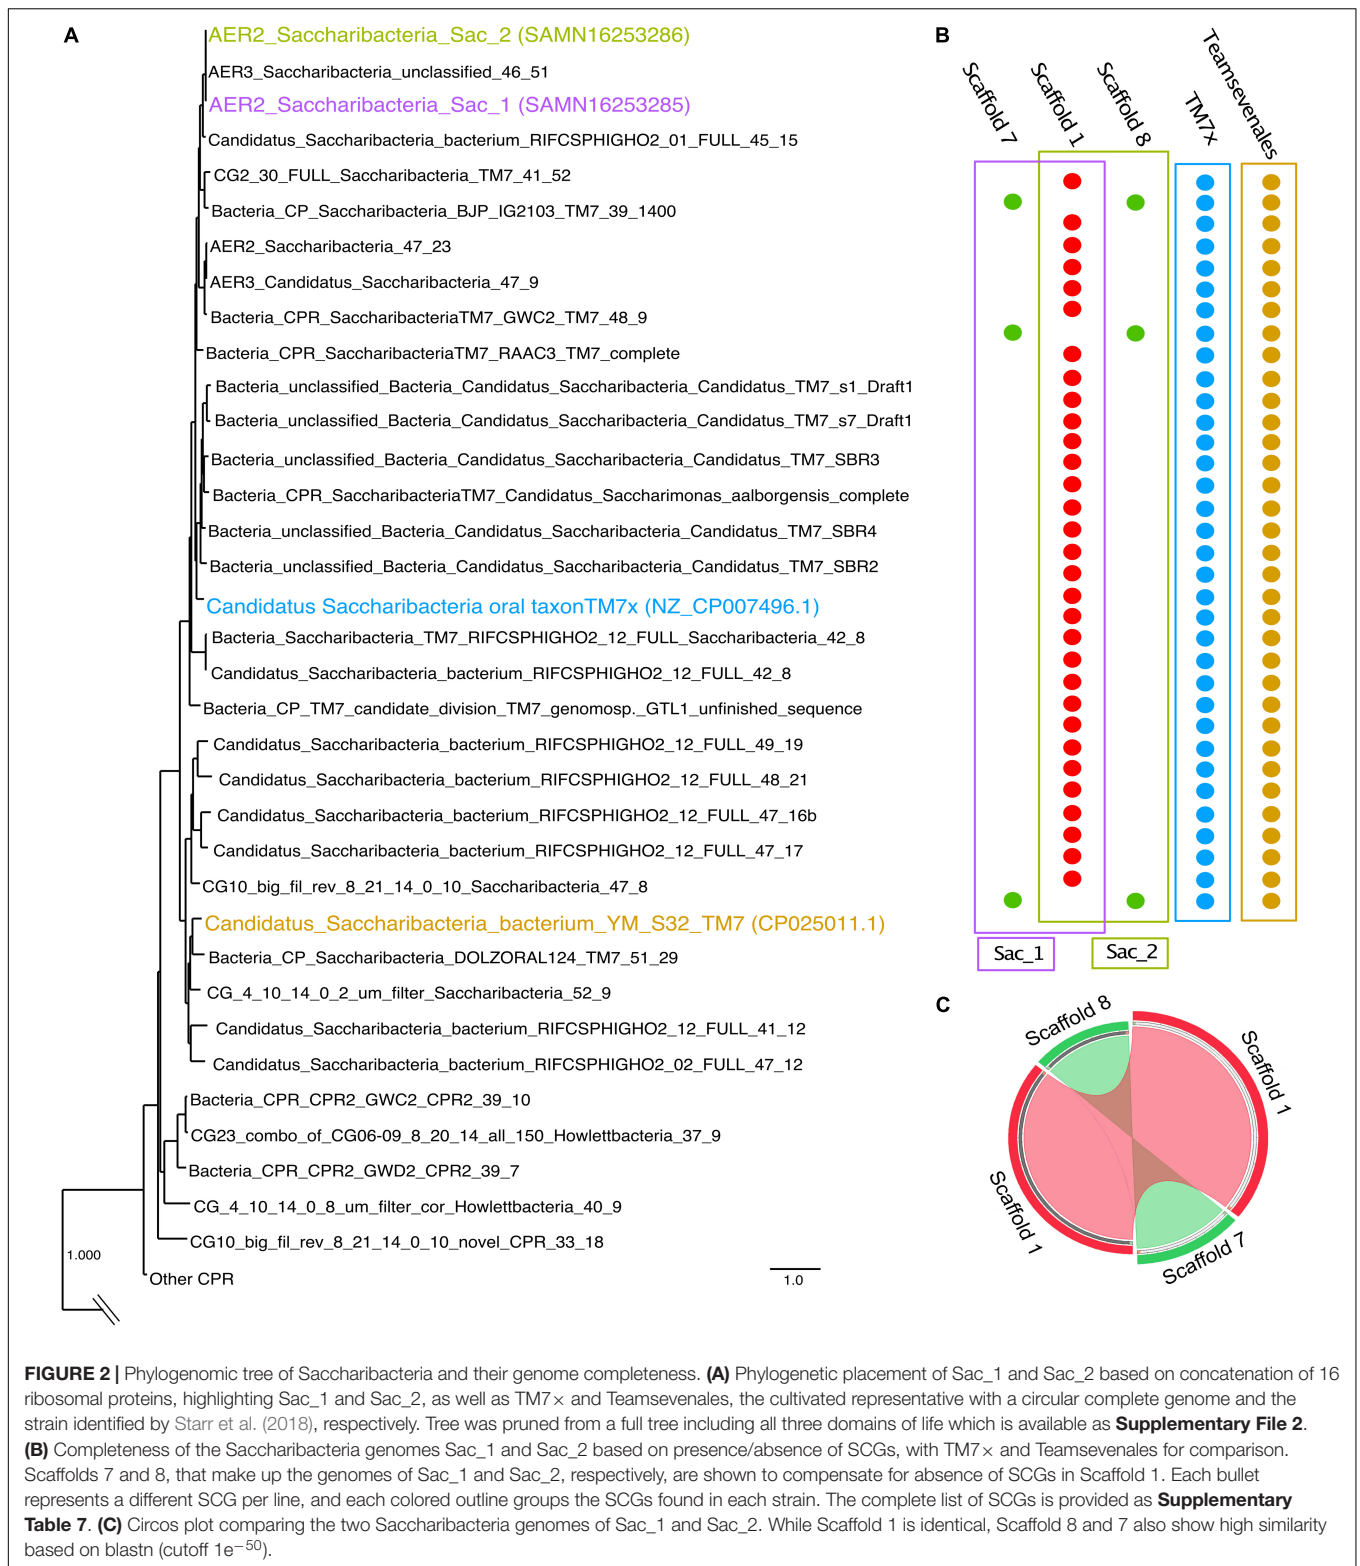 A
AER2_Saccharibacteria_Sac_2 (SAMN16253286)
AER3_Saccharibacteria_unclassified_46_51
AER2_Saccharibacteria_Sac_1 (SAMN16253285)
Candidatus_Saccharibacteria_bacterium_RIFCSPHIGHO2_01_FULL_45_15
CG2_30_FULL_Saccharibacteria_TM7_41_52
Bacteria_CP_Saccharibacteria_BJP_IG2103_TM7_39_1400
AER2_Saccharibacteria_47_23
AER3_Candidatus_Saccharibacteria_47_9
Bacteria_CPR_SaccharibacteriaTM7_GWC2_TM7_48_9
Bacteria_CPR_SaccharibacteriaTM7_RAAC3_TM7_complete
Bacteria_unclassified_Bacteria_Candidatus_Saccharibacteria_Candidatus_TM7_s1_Draft1
Bacteria_unclassified_Bacteria_Candidatus_Saccharibacteria_Candidatus_TM7_s7_Draft1
Bacteria_unclassified_Bacteria_Candidatus_Saccharibacteria_Candidatus_TM7_SBR3
Bacteria_CPR_SaccharibacteriaTM7_Candidatus_Saccharimonas_aalborgensis_complete
Bacteria_unclassified_Bacteria_Candidatus_Saccharibacteria_Candidatus_TM7_SBR4
Bacteria_unclassified_Bacteria_Candidatus_Saccharibacteria_Candidatus_TM7_SBR2
Candidatus Saccharibacteria oral taxonTM7x (NZ_CP007496.1)
Bacteria_Saccharibacteria_TM7_RIFCSPHIGHO2_12_FULL_Saccharibacteria_42_8
Candidatus_Saccharibacteria_bacterium_RIFCSPHIGHO2_12_FULL_42_8
Bacteria_CP_TM7_candidate_division_TM7_genomosp._GTL1_unfinished_sequence
Candidatus_Saccharibacteria_bacterium_RIFCSPHIGHO2_12_FULL_49_19
Candidatus_Saccharibacteria_bacterium_RIFCSPHIGHO2_12_FULL_48_21
Candidatus_Saccharibacteria_bacterium_RIFCSPHIGHO2_12_FULL_47_16b
Candidatus_Saccharibacteria_bacterium_RIFCSPHIGHO2_12_FULL_47_17
CG10_big_fil_rev_8_21_14_0_10_Saccharibacteria_47_8
Candidatus_Saccharibacteria_bacterium_YM_S32_TM7 (CP025011.1)
Bacteria_CP_Saccharibacteria_DOLZORAL124_TM7_51_29
CG_4_10_14_0_2_um_filter_Saccharibacteria_52_9
Candidatus_Saccharibacteria_bacterium_RIFCSPHIGHO2_12_FULL_41_12
Candidatus_Saccharibacteria_bacterium_RIFCSPHIGHO2_02_FULL_47_12
Bacteria_CPR_CPR2_GWC2_CPR2_39_10
CG23_combo_of_CG06-09_8_20_14_all_150_Howlettbacteria_37_9
Bacteria_CPR_CPR2_GWD2_CPR2_39_7
CG_4_10_14_0_8_um_filter_cor_Howlettbacteria_40_9
CG10_big_fil_rev_8_21_14_0_10_novel_CPR_33_18
Other CPR
1.000
1.0
B
Scaffold 7
Scaffold 1
Scaffold 8
TM7x
Teamsevenales
Sac_1
Sac_2
C
Scaffold 8
Scaffold 1
Scaffold 1
Scaffold 7
FIGURE 2 | Phylogenomic tree of Saccharibacteria and their genome completeness. (A) Phylogenetic placement of Sac_1 and Sac_2 based on concatenation of 16
ribosomal proteins, highlighting Sac_1 and Sac_2, as well as TM7× and Teamsevenales, the cultivated representative with a circular complete genome and the
strain identified by Starr et al. (2018), respectively. Tree was pruned from a full tree including all three domains of life which is available as Supplementary File 2.
(B) Completeness of the Saccharibacteria genomes Sac_1 and Sac_2 based on presence/absence of SCGs, with TM7× and Teamsevenales for comparison.
Scaffolds 7 and 8, that make up the genomes of Sac_1 and Sac_2, respectively, are shown to compensate for absence of SCGs in Scaffold 1. Each bullet
represents a different SCG per line, and each colored outline groups the SCGs found in each strain. The complete list of SCGs is provided as Supplementary
Table 7. (C) Circos plot comparing the two Saccharibacteria genomes of Sac_1 and Sac_2. While Scaffold 1 is identical, Scaffold 8 and 7 also show high similarity
based on blastn (cutoff 1e−50).